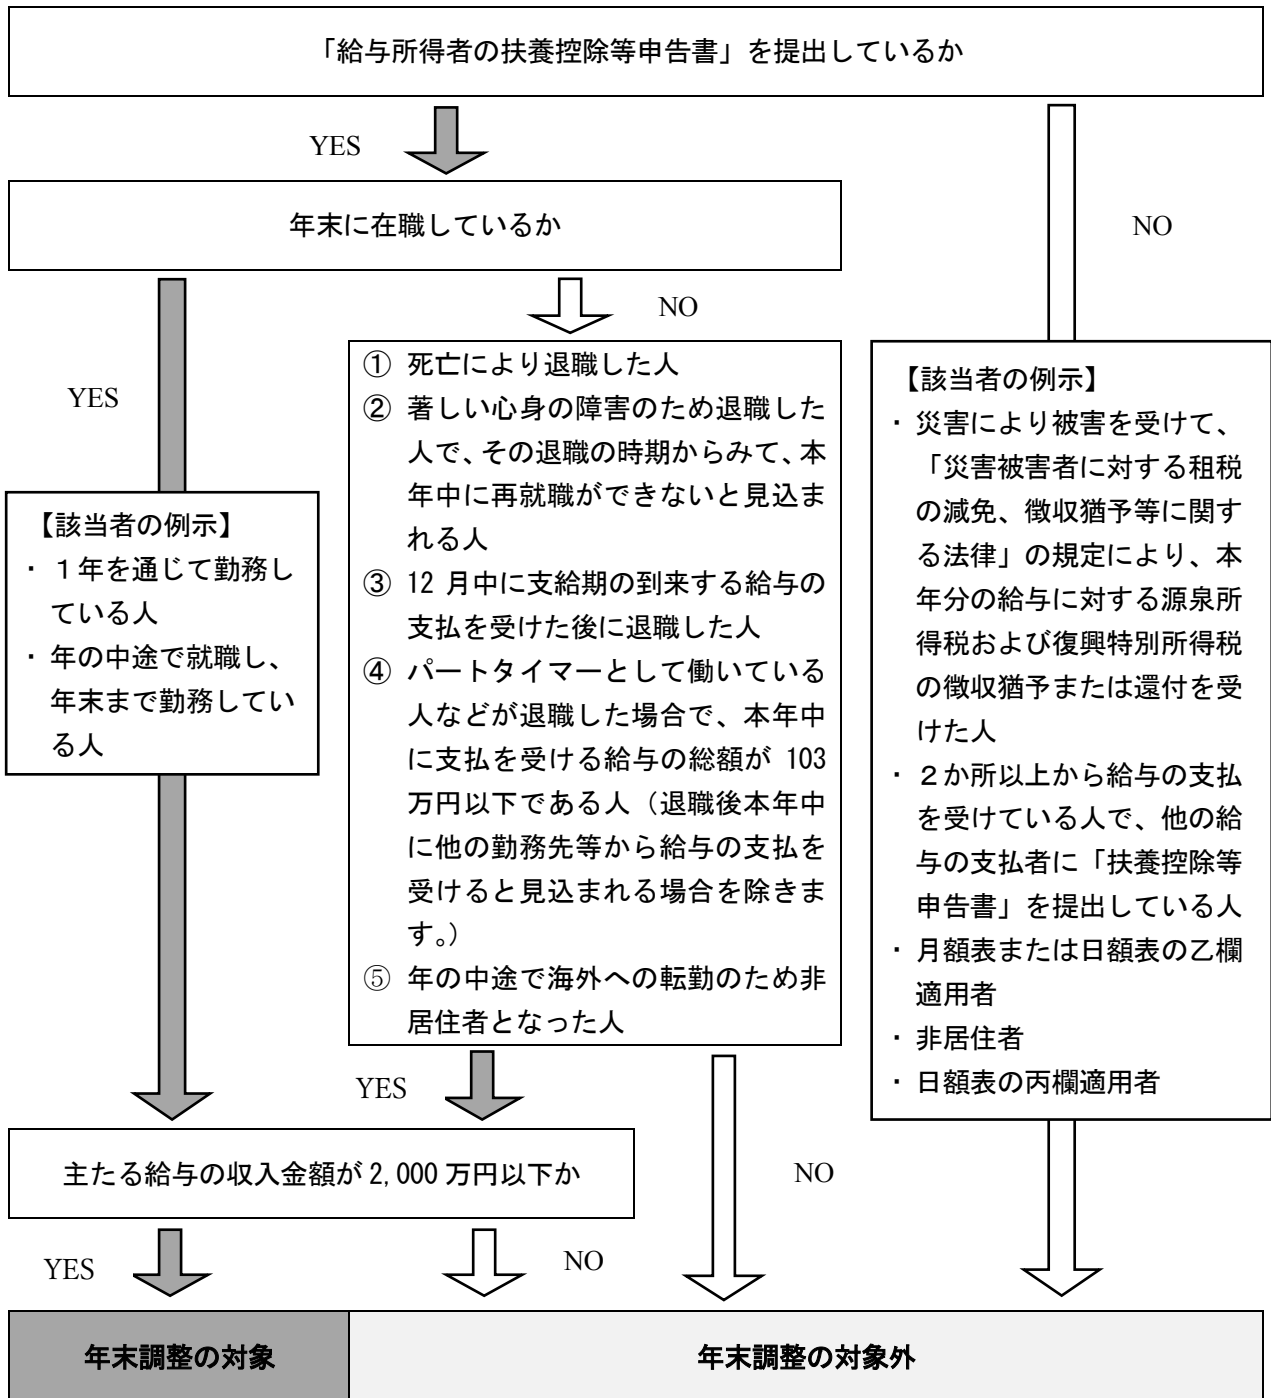 「給与所得者の扶養控除等申告書」を提出しているか
YES
年末に在職しているか
NO
NO
YES
【該当者の例示】
・１年を通じて勤務し
ている人
・年の中途で就職し、
年末まで勤務してい
る人
① 死亡により退職した人
② 著しい心身の障害のため退職した
人で、その退職の時期からみて、本
年中に再就職ができないと見込ま
れる人
③ 12 月中に支給期の到来する給与の
支払を受けた後に退職した人
④ パートタイマーとして働いている
人などが退職した場合で、本年中
に支払を受ける給与の総額が 103
万円以下である人（退職後本年中
に他の勤務先等から給与の支払を
受けると見込まれる場合を除きま
す。）
⑤ 年の中途で海外への転勤のため非
居住者となった人
【該当者の例示】
・災害により被害を受けて、
「災害被害者に対する租税
の減免、徴収猶予等に関す
る法律」の規定により、本
年分の給与に対する源泉所
得税および復興特別所得税
の徴収猶予または還付を受
けた人
・２か所以上から給与の支払
を受けている人で、他の給
与の支払者に「扶養控除等
申告書」を提出している人
・月額表または日額表の乙欄
適用者
・非居住者
・日額表の丙欄適用者
YES
主たる給与の収入金額が 2,000 万円以下か
NO
YES
NO
年末調整の対象
年末調整の対象外